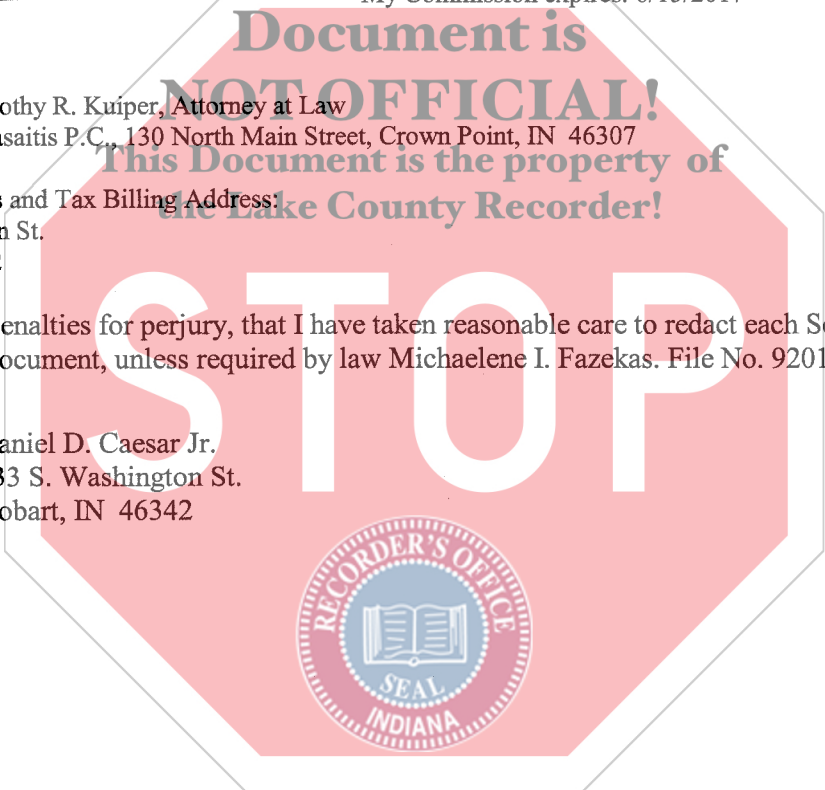 My Commission expires: 6/15/2017
Document is
NOT OFFICIAL!
othy R. Kuiper, Attorney at Law
asaitis P.C., 130 North Main Street, Crown Point, IN 46307
This Document is the property of
the Lake County Recorder!
s and Tax Billing Address:
n St.
enalties for perjury, that I have taken reasonable care to redact each S
ocument, unless required by law Michaelene I. Fazekas. File No. 9201
STOP
aniel D. Caesar Jr.
33 S. Washington St.
obart, IN 46342
RECORDER'S OFFICE
SEAL
INDIANA